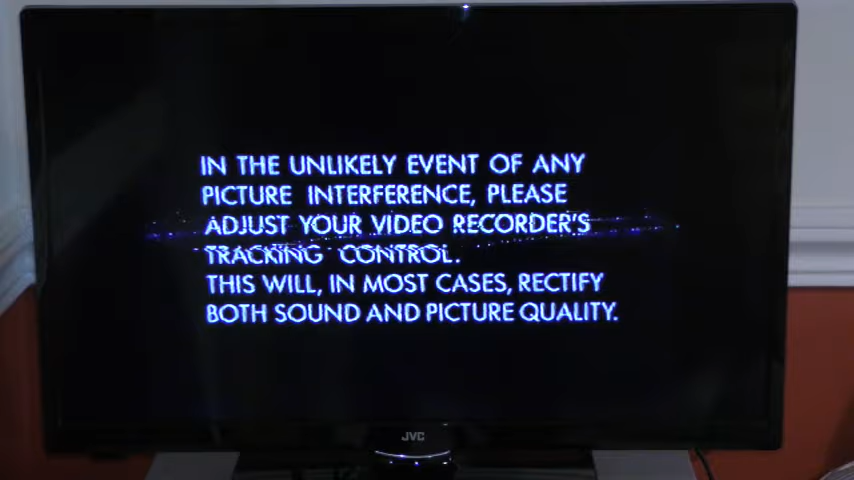 IN THE UNLIKELY EVENT OF ANY
PICTURE INTERFERENCE, PLEASE
ADJUST YOUR VIDEO RECORDER'S
TRACKING CONTROL.
THIS WILL, IN MOST CASES, RECTIFY
BOTH SOUND AND PICTURE QUALITY.
JVC